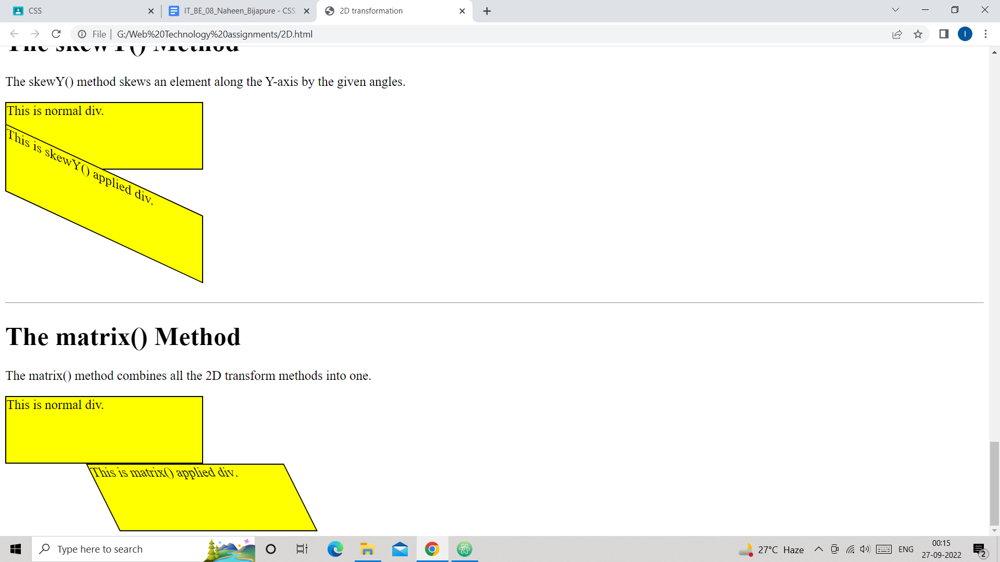 CSS
IT_BE_08_Naheen_Bijapure - CSS
2D transformation
File | G:/Web%20Technology%20assignments/2D.html
I
The skewY() Method
The skewY() method skews an element along the Y-axis by the given angles.
This is normal div.
This is skewY() applied div.
The matrix() Method
The matrix() method combines all the 2D transform methods into one.
This is normal div.
This is matrix() applied div.
Type here to search
27°C Haze
ENG
00:15
27-09-2022
2